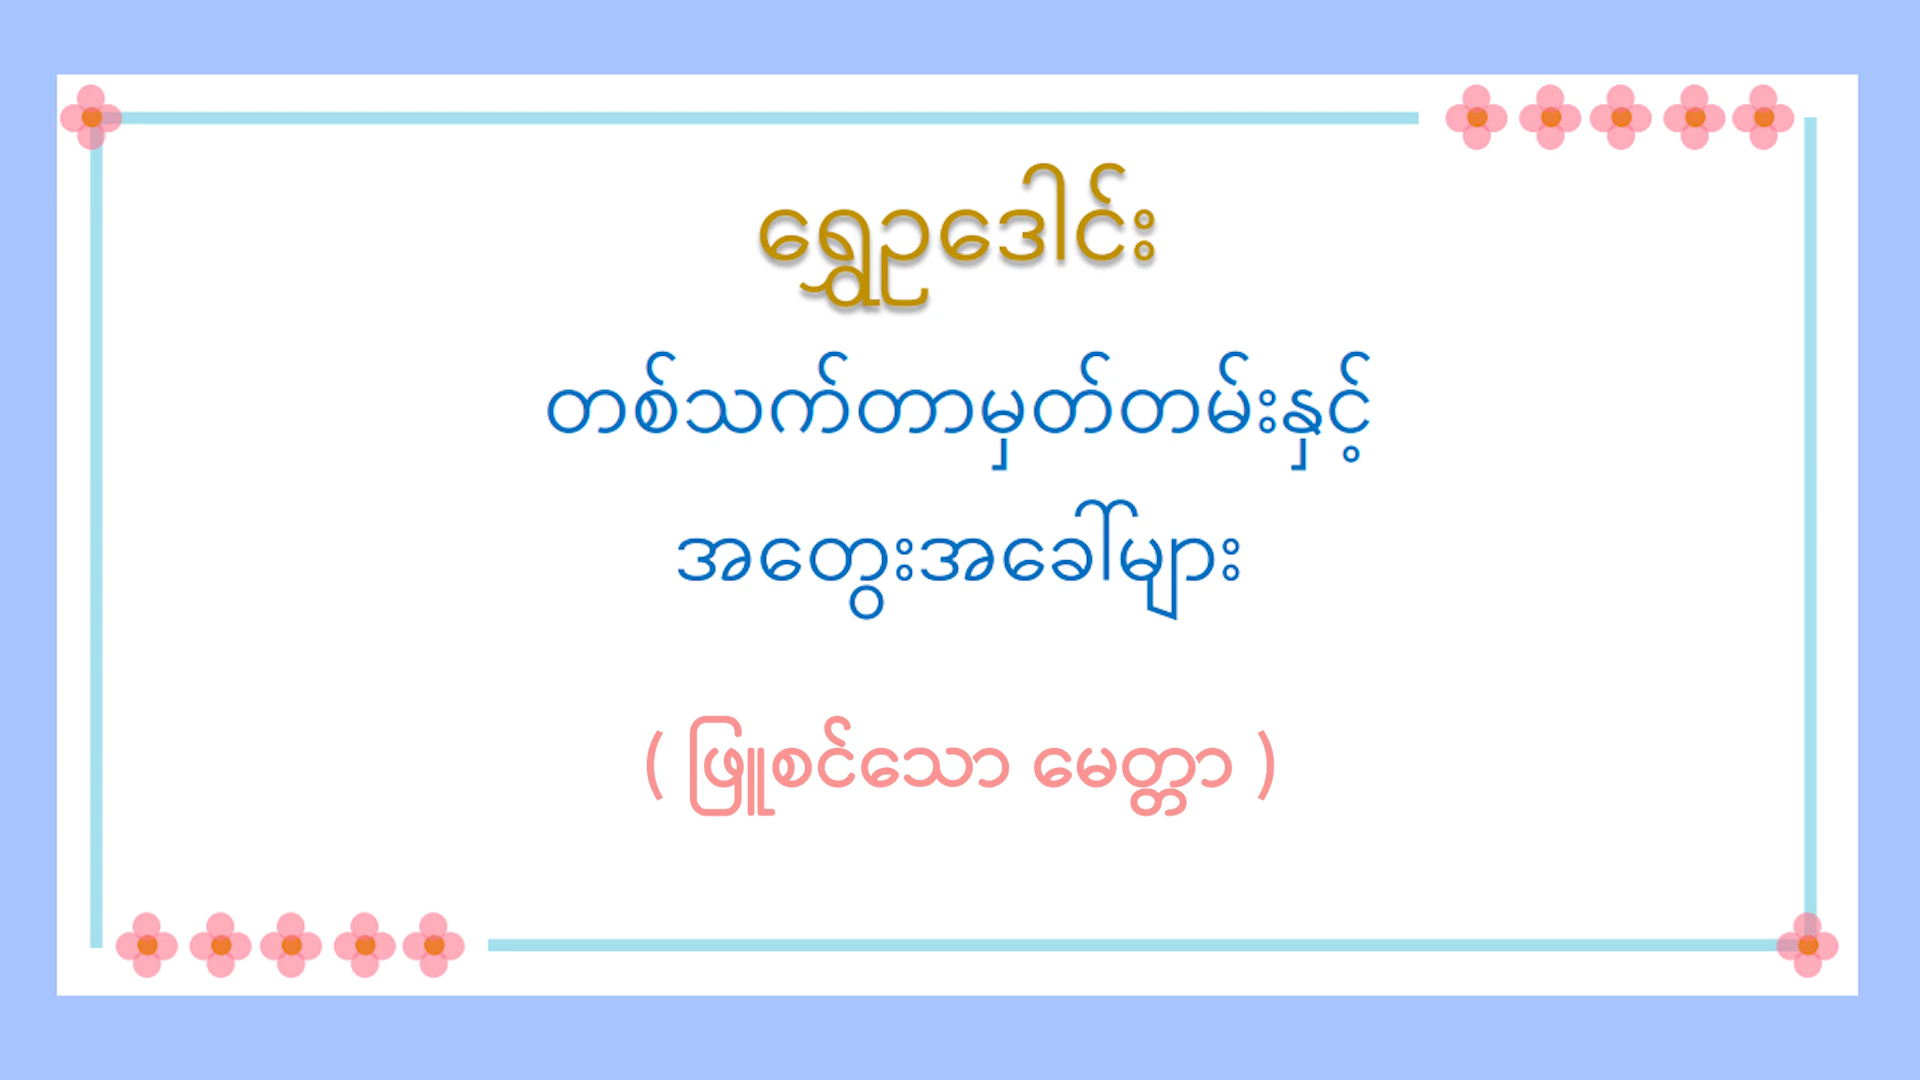 ရွှေဥဒေါင်း
တစ်သက်တာမှတ်တမ်းနှင့်
အတွေးအခေါ်များ
( ဖြူစင်သော မေတ္တာ )